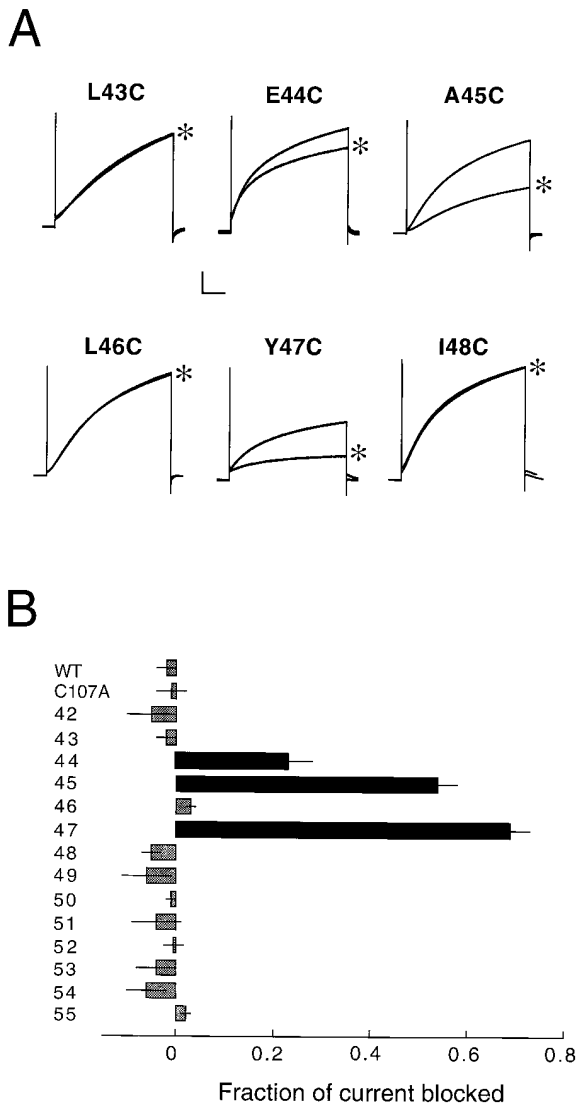 A
L43C
E44C
A45C
*
*
*
L46C
Y47C
I48C
*
*
*
B
WT
C107A
42
43
44
45
46
47
48
49
50
51
52
53
54
55
0 0.2 0.4 0.6 0.8
Fraction of current blocked